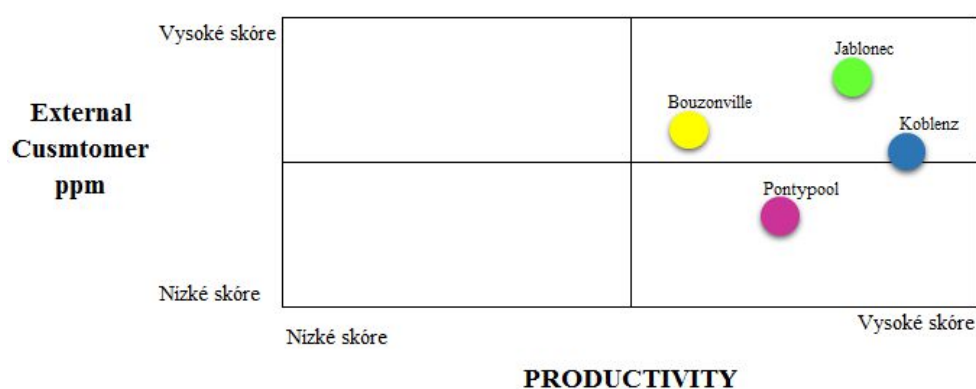 Vysoké skóre
Jablonec
Bouzonville
Koblenz
External
Cusmtomer
ppm
Pontypool
Nízké skóre
Vysoké skóre
Nízké skóre
PRODUCTIVITY